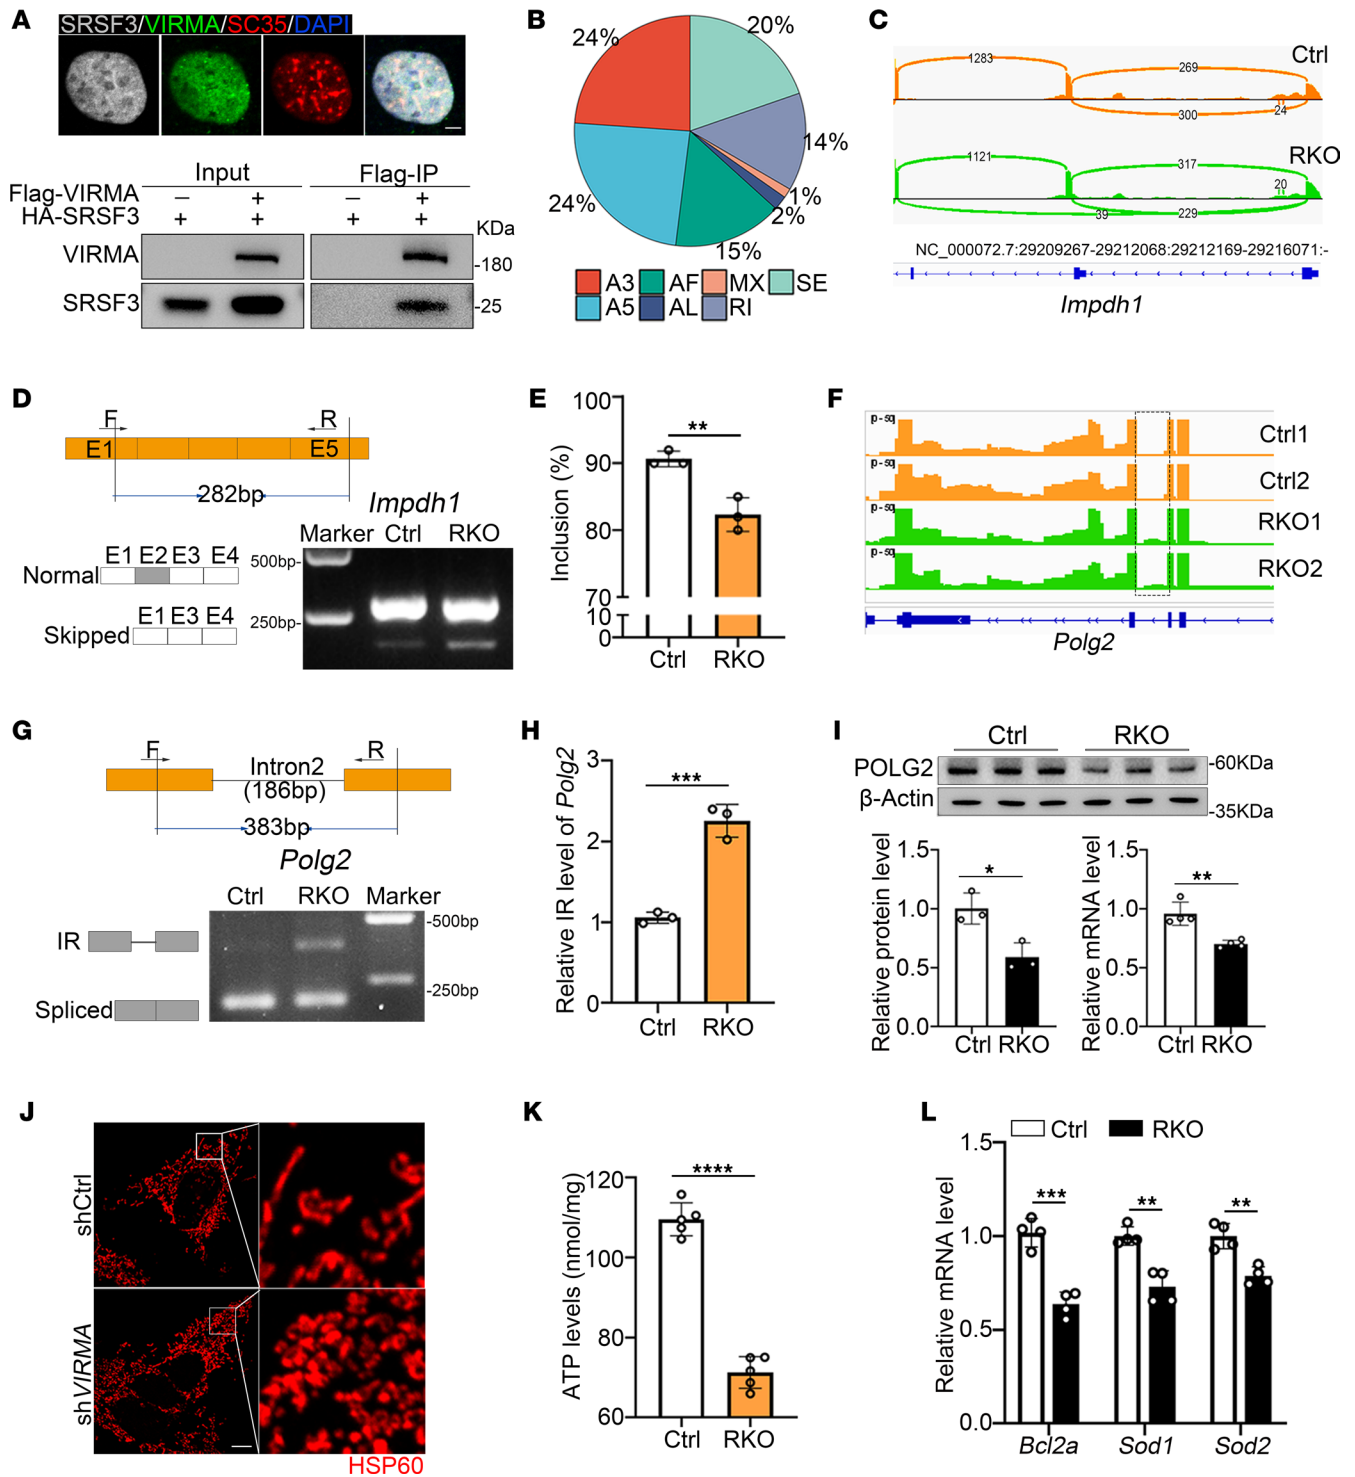 A
SRSF3/VIRMA/SC35/DAPI
Input
Flag-IP
Flag-VIRMA – + – +
HA-SRSF3 + + + +
KDa
VIRMA
-180
SRSF3
-25
B
24%
20%
14%
1%
2%
15%
24%
A3 AF MX SE
A5 AL RI
C
Ctrl
1283
269
300
24
RKO
1121
317
20
39
229
NC_000072.7:29209267-29212068:29212169-29216071:-
Impdh1
D
F R
E1 E5
282bp
Impdh1
Marker Ctrl RKO
500bp-
250bp-
E1 E2 E3 E4
Normal
E1 E3 E4
Skipped
E
Inclusion (%)
100
90
80
70
10
0
**
Ctrl RKO
F
[0-50]
Ctrl1
[0-50]
Ctrl2
[0-50]
RKO1
[0-50]
RKO2
Polg2
G
F R
Intron2
(186bp)
383bp
Polg2
Ctrl RKO Marker
-500bp
IR
-250bp
Spliced
H
Relative IR level of Polg2
3
2
1
0
***
Ctrl RKO
I
Ctrl RKO
POLG2
-60KDa
β-Actin
-35KDa
Relative protein level
1.5
1.0
0.5
0.0
*
Ctrl RKO
Relative mRNA level
1.5
1.0
0.5
0.0
**
Ctrl RKO
J
shCtrl
shVIRMA
HSP60
K
ATP levels (nmol/mg)
120
100
80
60
****
Ctrl RKO
L
Ctrl RKO
Relative mRNA level
1.5
1.0
0.5
0.0
*** ** **
Bcl2a Sod1 Sod2